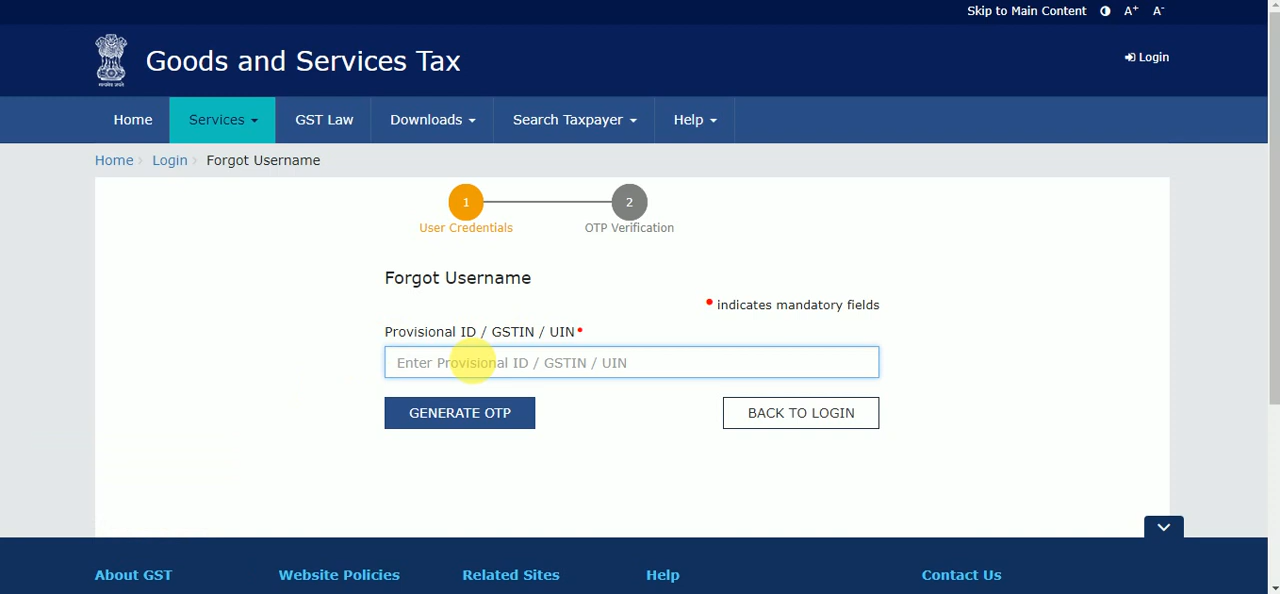 Skip to Main Content A+ A-
Goods and Services Tax
Login
Home Services GST Law Downloads Search Taxpayer Help
Home Login Forgot Username
1 2
User Credentials OTP Verification
Forgot Username
• indicates mandatory fields
Provisional ID / GSTIN / UIN•
Enter Provisional ID / GSTIN / UIN
GENERATE OTP BACK TO LOGIN
About GST Website Policies Related Sites Help Contact Us